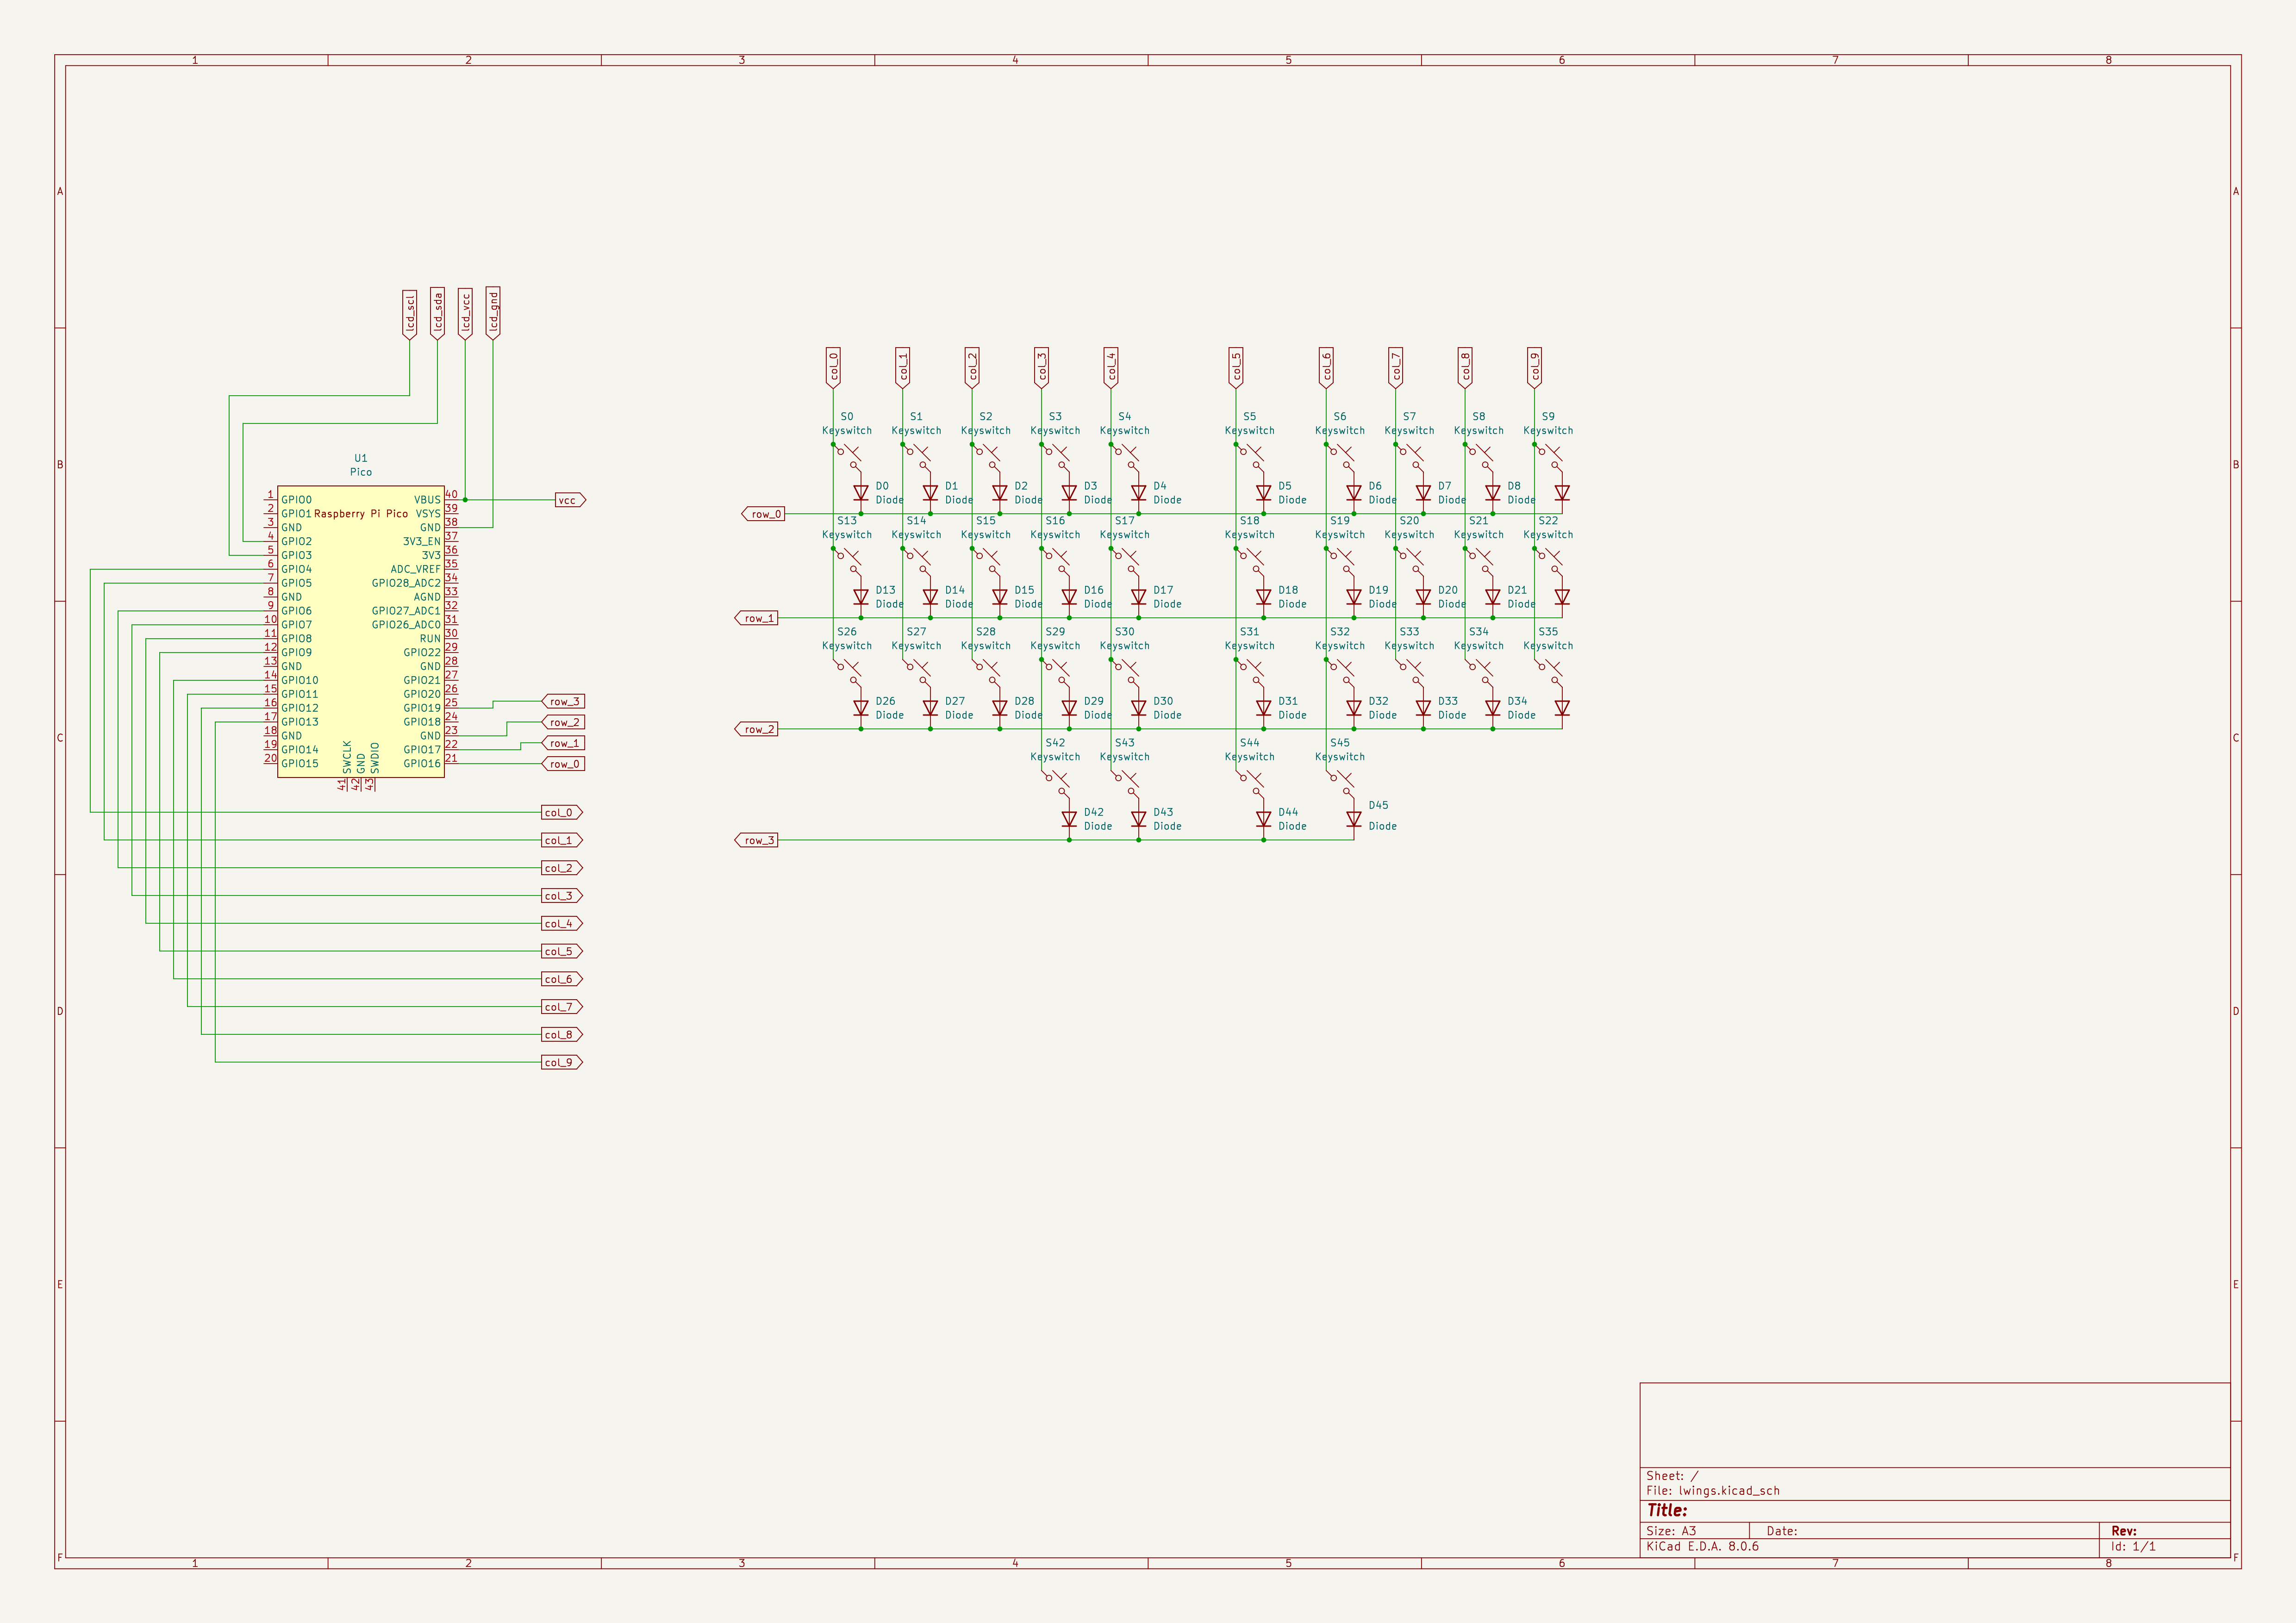 1 2 3 4 5 6 7 8
A A
lcd_scl lcd_sda lcd_vcc lcd_gnd
col_0 col_1 col_2 col_3 col_4 col_5 col_6 col_7 col_8 col_9
S0 S1 S2 S3 S4 S5 S6 S7 S8 S9
Keyswitch Keyswitch Keyswitch Keyswitch Keyswitch Keyswitch Keyswitch Keyswitch Keyswitch Keyswitch
B B
U1
Pico
D0 D1 D2 D3 D4 D5 D6 D7 D8
Diode Diode Diode Diode Diode Diode Diode Diode Diode
row_0
1 GPIO0 VBUS 40 vcc
2 GPIO1 Raspberry Pi Pico VSYS 39
3 GND GND 38
4 GPIO2 3V3_EN 37
5 GPIO3 3V3 36
6 GPIO4 ADC_VREF 35
7 GPIO5 GPIO28_ADC2 34
8 GND AGND 33
9 GPIO6 GPIO27_ADC1 32
10 GPIO7 GPIO26_ADC0 31
11 GPIO8 RUN 30
12 GPIO9 GPIO22 29
13 GND GND 28
14 GPIO10 GPIO21 27
15 GPIO11 GPIO20 26
16 GPIO12 GPIO19 25
17 GPIO13 GPIO18 24
18 GND GND 23
19 GPIO14 GPIO17 22
20 GPIO15 GPIO16 21
SWCLK GND SWDIO
41 42 43
row_3
row_2
row_1
row_0
S13 S14 S15 S16 S17 S18 S19 S20 S21 S22
Keyswitch Keyswitch Keyswitch Keyswitch Keyswitch Keyswitch Keyswitch Keyswitch Keyswitch Keyswitch
D13 D14 D15 D16 D17 D18 D19 D20 D21
Diode Diode Diode Diode Diode Diode Diode Diode Diode
row_1
S26 S27 S28 S29 S30 S31 S32 S33 S34 S35
Keyswitch Keyswitch Keyswitch Keyswitch Keyswitch Keyswitch Keyswitch Keyswitch Keyswitch Keyswitch
D26 D27 D28 D29 D30 D31 D32 D33 D34
Diode Diode Diode Diode Diode Diode Diode Diode Diode
row_2
C C
S42 S43 S44 S45
Keyswitch Keyswitch Keyswitch Keyswitch
D42 D43 D44 D45
Diode Diode Diode Diode
row_3
col_0
col_1
col_2
col_3
col_4
col_5
col_6
col_7
col_8
col_9
D D
E E
Sheet: /
File: lwings.kicad_sch
Title:
Size: A3 Date: Rev:
KiCad E.D.A. 8.0.6 Id: 1/1
F F
1 2 3 4 5 6 7 8